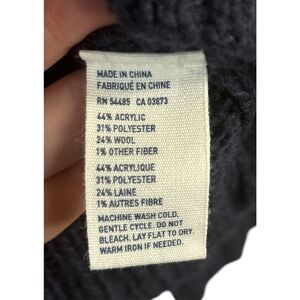 MADE IN CHINA
FABRIQUÉ EN CHINE
RN 54485 CA 03873
44% ACRYLIC
31% POLYESTER
24% WOOL
1% OTHER FIBER
44% ACRYLIQUE
31% POLYESTER
24% LAINE
1% AUTRES FIBRE
MACHINE WASH COLD,
GENTLE CYCLE. DO NOT
BLEACH. LAY FLAT TO DRY.
WARM IRON IF NEEDED.